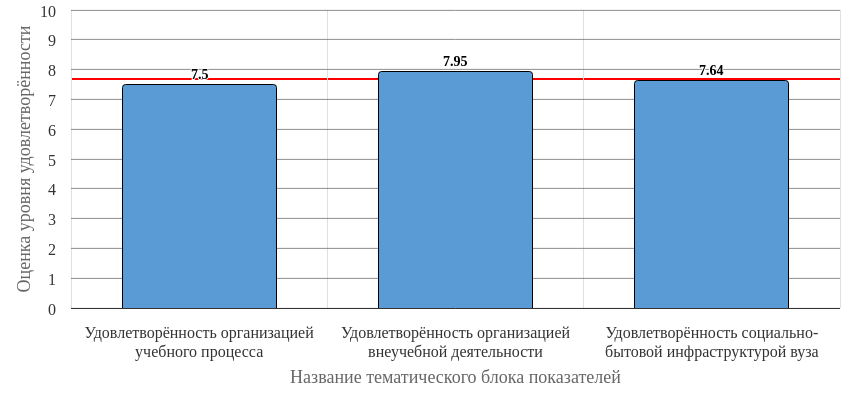 Оценка уровня удовлетворённости
10
9
8
7
6
5
4
3
2
1
0
7.5
7.95
7.64
Удовлетворённость организацией
учебного процесса
Удовлетворённость организацией
внеучебной деятельности
Удовлетворённость социально-
бытовой инфраструктурой вуза
Название тематического блока показателей